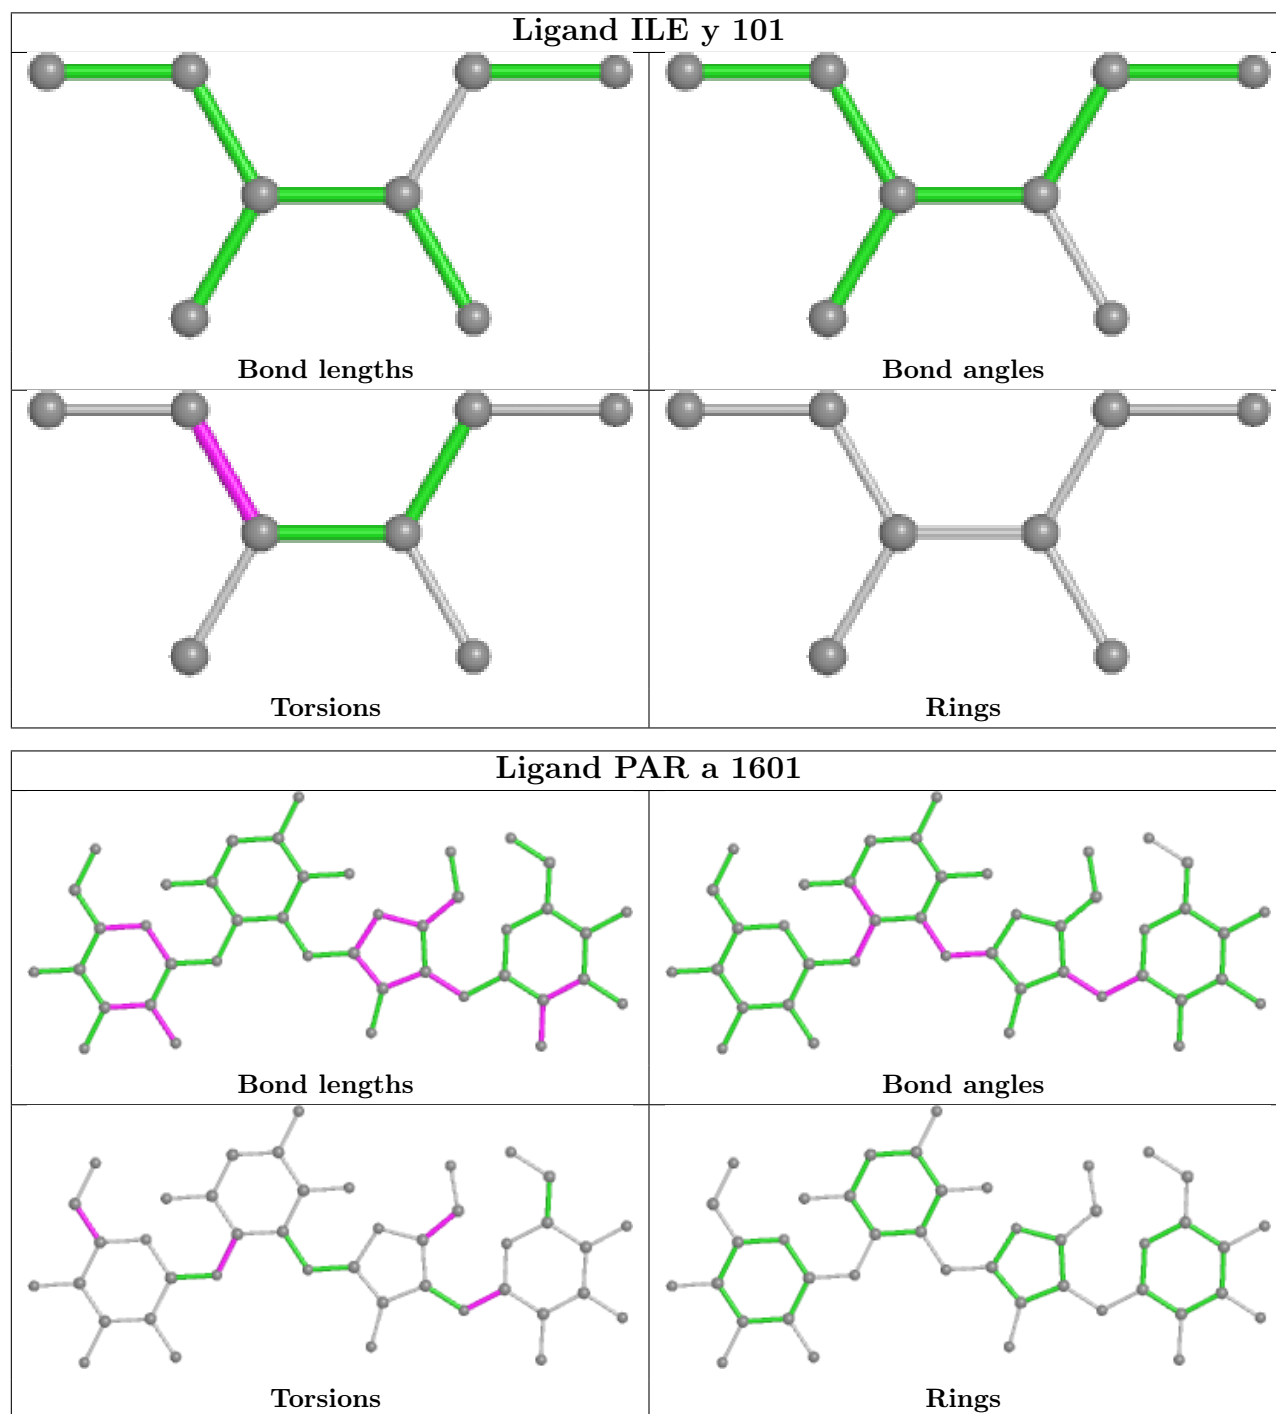 Ligand ILE y 101
Bond lengths
Bond angles
Torsions
Rings
Ligand PAR a 1601
Bond lengths
Bond angles
Torsions
Rings